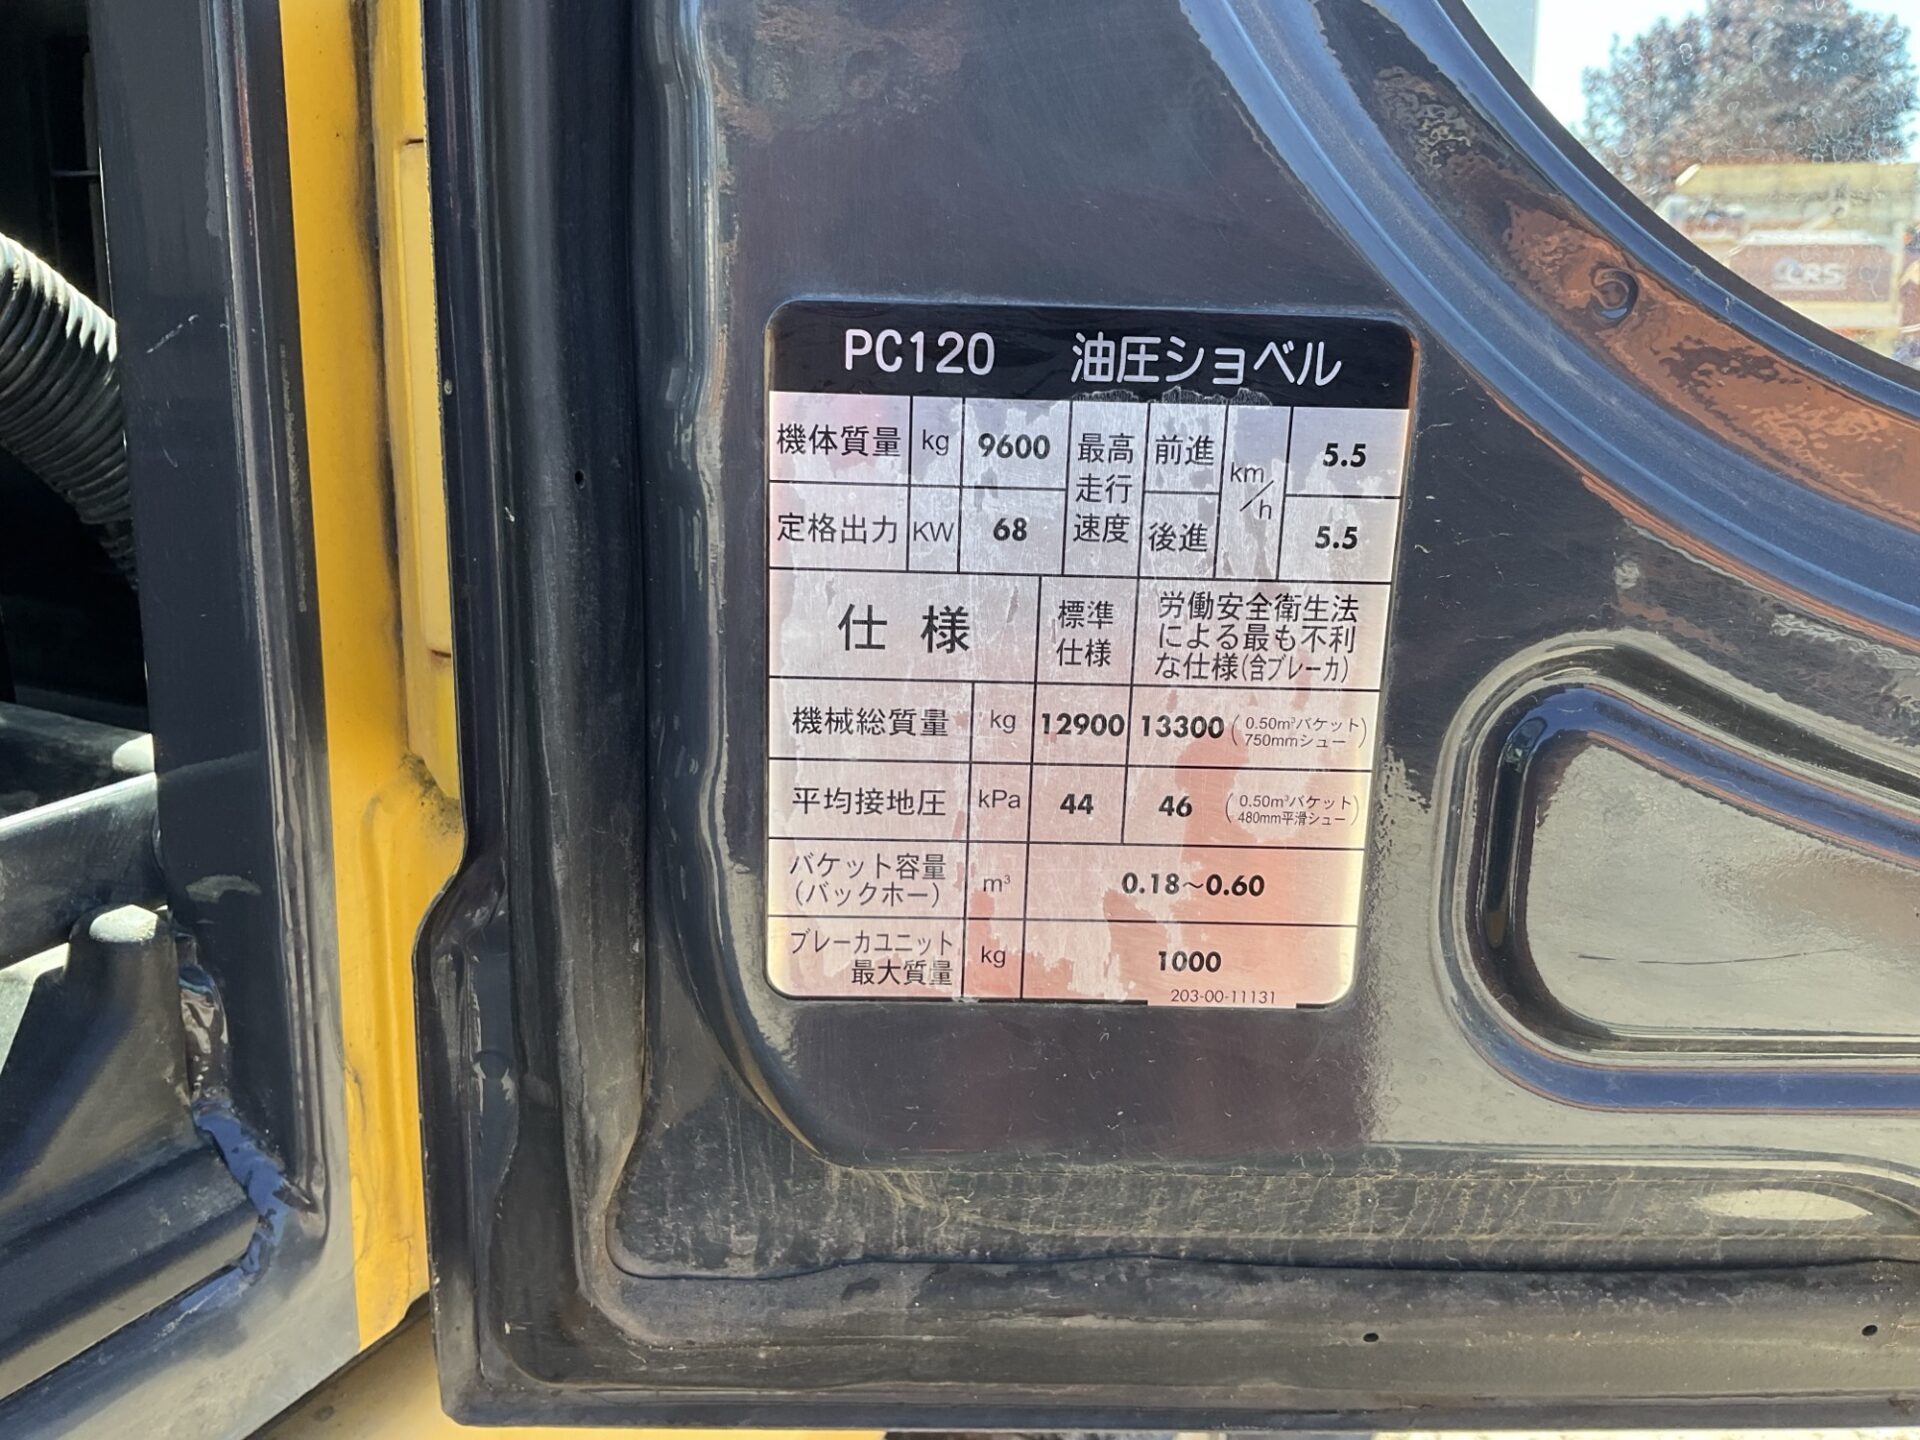 PC120 油圧ショベル
機体質量 kg 9600 最高走行速度 前進 km/h 5.5
定格出力 KW 68 後進 5.5
仕様 標準仕様 労働安全衛生法
による最も不利
な仕様(含ブレーカ)
機械総質量 kg 12900 13300 (0.50m³バケット
750mmシュー)
平均接地圧 kPa 44 46 (0.50m³バケット
480mm平滑シュー)
バケット容量
(バックホー) m³ 0.18~0.60
ブレーカユニット
最大質量 kg 1000
203-00-11131